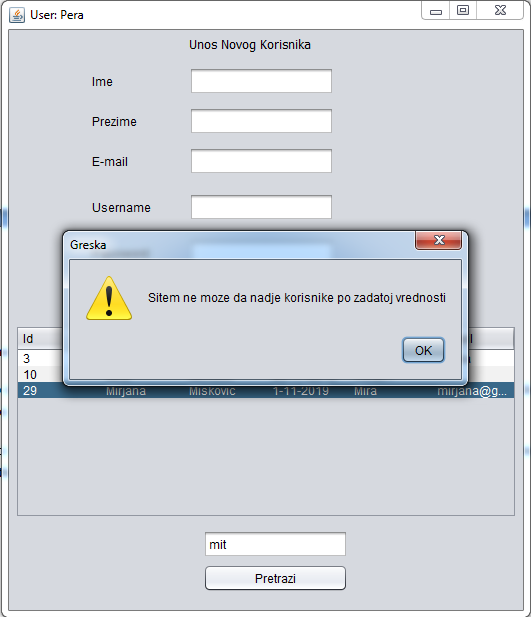 User: Pera
Unos Novog Korisnika
Ime
Prezime
E-mail
Username
Greska
Sitem ne moze da nadje korisnike po zadatoj vrednosti
OK
Id
3
10
29 Mirjana Miskovic 1-11-2019 Mira mirjana@g...
mit
Pretrazi